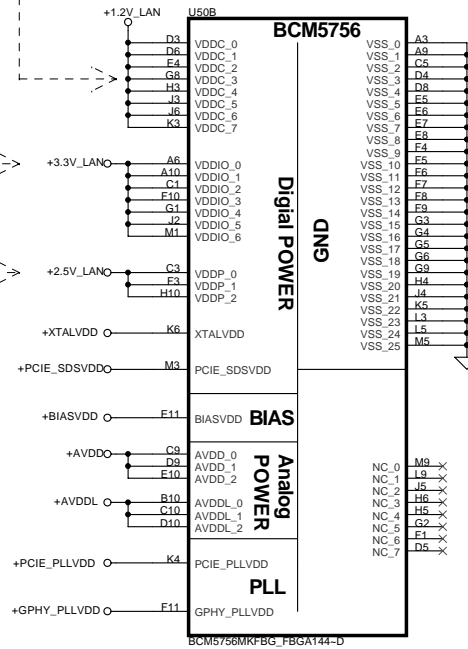 +1.2V_LAN
U50B
BCM5756
D3 VDDC_0
D6 VDDC_1
E4 VDDC_2
G8 VDDC_3
H3 VDDC_4
J3 VDDC_5
J6 VDDC_6
K3 VDDC_7
+3.3V_LAN
A6 VDDIO_0
A10 VDDIO_1
C1 VDDIO_2
F10 VDDIO_3
G1 VDDIO_4
J2 VDDIO_5
M1 VDDIO_6
+2.5V_LAN
C3 VDDP_0
F3 VDDP_1
H10 VDDP_2
+XTALVDD K6 XTALVDD
+PCIE_SDSVDD M3 PCIE_SDSVDD
Digial POWER
GND
+BIASVDD E11 BIASVDD BIAS
+AVDD
C9 AVDD_0
D9 AVDD_1
E10 AVDD_2
+AVDDL
B10 AVDDL_0
C10 AVDDL_1
D10 AVDDL_2
Analog
POWER
+PCIE_PLLVDD K4 PCIE_PLLVDD
PLL
+GPHY_PLLVDD F11 GPHY_PLLVDD
VSS_0 A3
VSS_1 A9
VSS_2 C5
VSS_3 D4
VSS_4 D8
VSS_5 E5
VSS_6 E6
VSS_7 E7
VSS_8 E8
VSS_9 F4
VSS_10 F5
VSS_11 F6
VSS_12 F7
VSS_13 F8
VSS_14 F9
VSS_15 G3
VSS_16 G4
VSS_17 G5
VSS_18 G6
VSS_19 G9
VSS_20 H4
VSS_21 J4
VSS_22 K5
VSS_23 L3
VSS_24 L5
VSS_25 M5
NC_0 M9
NC_1 L9
NC_2 J5
NC_3 H6
NC_4 H5
NC_5 G2
NC_6 F1
NC_7 D5
BCM5756MKFBG_FBGA144~D